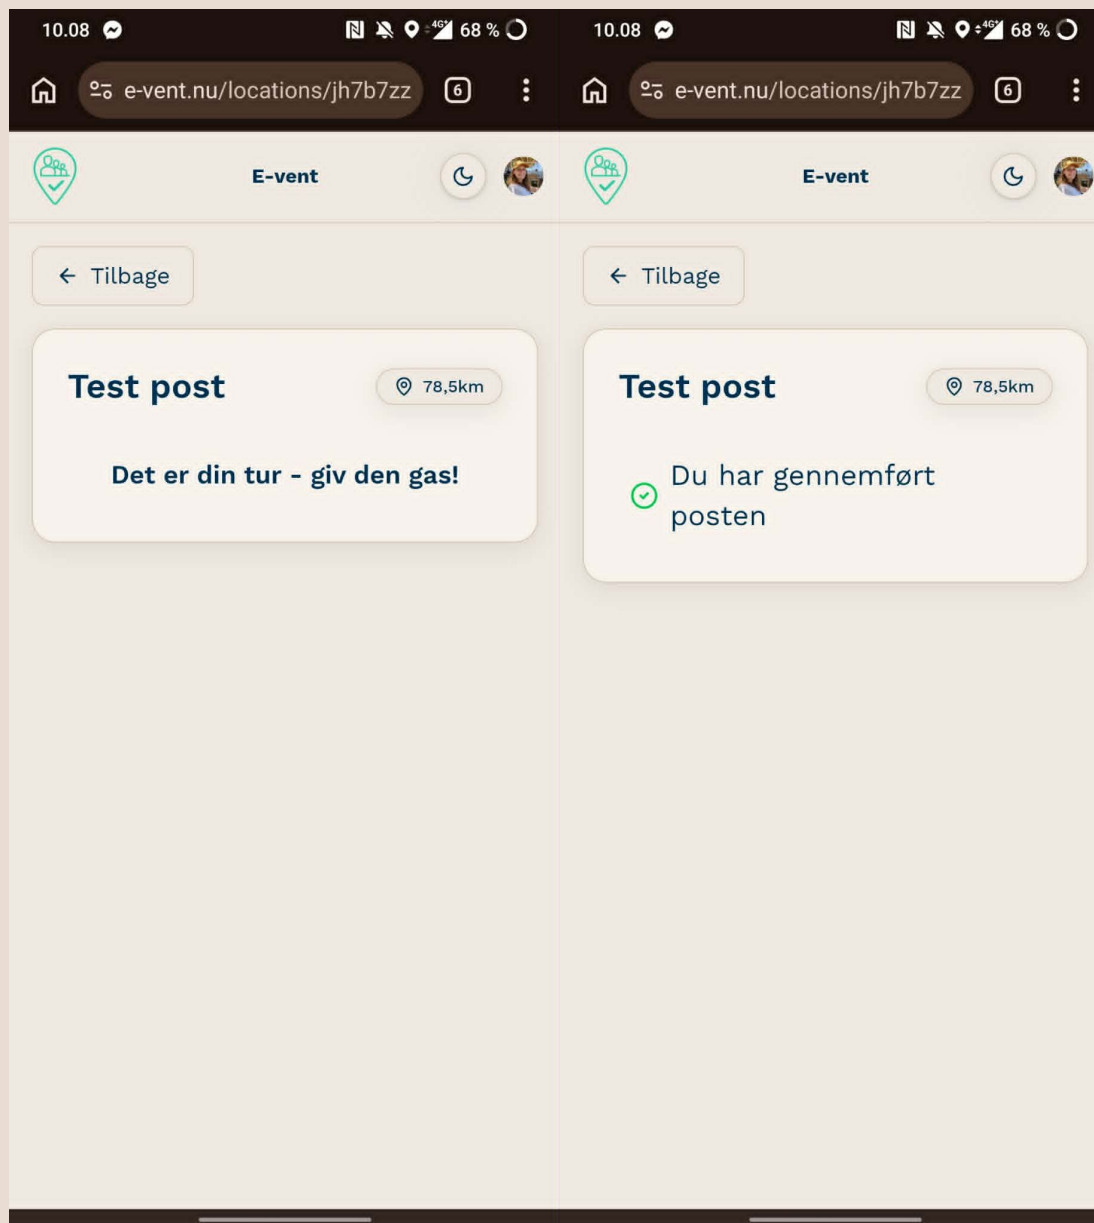 10.08 4G+ 68 %
e-vent.nu/locations/jh7b7zz 6
E-vent
Tilbage
Test post 78,5km
Det er din tur - giv den gas!
10.08 4G+ 68 %
e-vent.nu/locations/jh7b7zz 6
E-vent
Tilbage
Test post 78,5km
Du har gennemført
posten